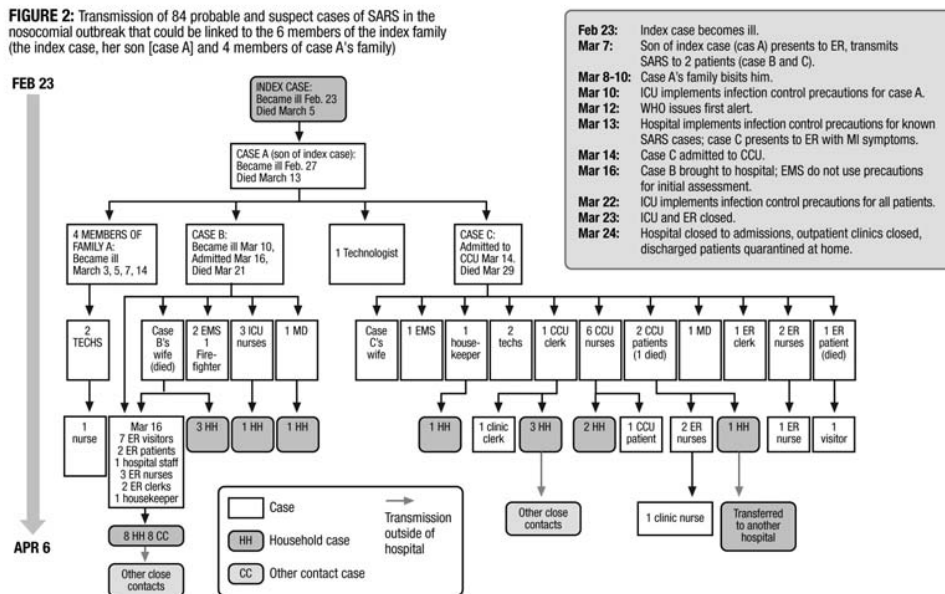 FIGURE 2: Transmission of 84 probable and suspect cases of SARS in the
nosocomial outbreak that could be linked to the 6 members of the index family
(the index case, her son [case A] and 4 members of case A's family)
Feb 23: Index case becomes ill.
Mar 7: Son of index case (cas A) presents to ER, transmits
SARS to 2 patients (case B and C).
Mar 8-10: Case A's family bisits him.
Mar 10: ICU implements infection control precautions for case A.
Mar 12: WHO issues first alert.
Mar 13: Hospital implements infection control precautions for known
SARS cases; case C presents to ER with MI symptoms.
Mar 14: Case C admitted to CCU.
Mar 16: Case B brought to hospital; EMS do not use precautions
for initial assessment.
Mar 22: ICU implements infection control precautions for all patients.
Mar 23: ICU and ER closed.
Mar 24: Hospital closed to admissions, outpatient clinics closed,
discharged patients quarantined at home.
FEB 23
INDEX CASE:
Became ill Feb. 23
Died March 5
CASE A (son of index case):
Became ill Feb. 27
Died March 13
4 MEMBERS OF
FAMILY A:
Became ill
March 3, 5, 7, 14
CASE B:
Became ill Mar 10,
Admitted Mar 16,
Died Mar 21
1 Technologist
CASE C:
Admitted to
CCU Mar 14.
Died Mar 29
2
TECHS
Case
B's
wife
(died)
2 EMS
1
Fire-
fighter
3 ICU
nurses
1 MD
Case
C's
wife
1 EMS
1
house-
keeper
2
techs
1 CCU
clerk
6 CCU
nurses
2 CCU
patients
(1 died)
1 MD
1 ER
clerk
2 ER
nurses
1 ER
patient
(died)
1
nurse
Mar 16
7 ER visitors
2 ER patients
1 hospital staff
3 ER nurses
2 ER clerks
1 housekeeper
3 HH
1 HH
1 HH
1 HH
1 clinic
clerk
3 HH
2 HH
1 CCU
patient
2 ER
nurses
1 HH
1 ER
nurse
1
visitor
Other close
contacts
1 clinic nurse
Transferred
to another
hospital
8 HH 8 CC
Other close
contacts
APR 6
Case
HH Household case
CC Other contact case
Transmission
outside of
hospital